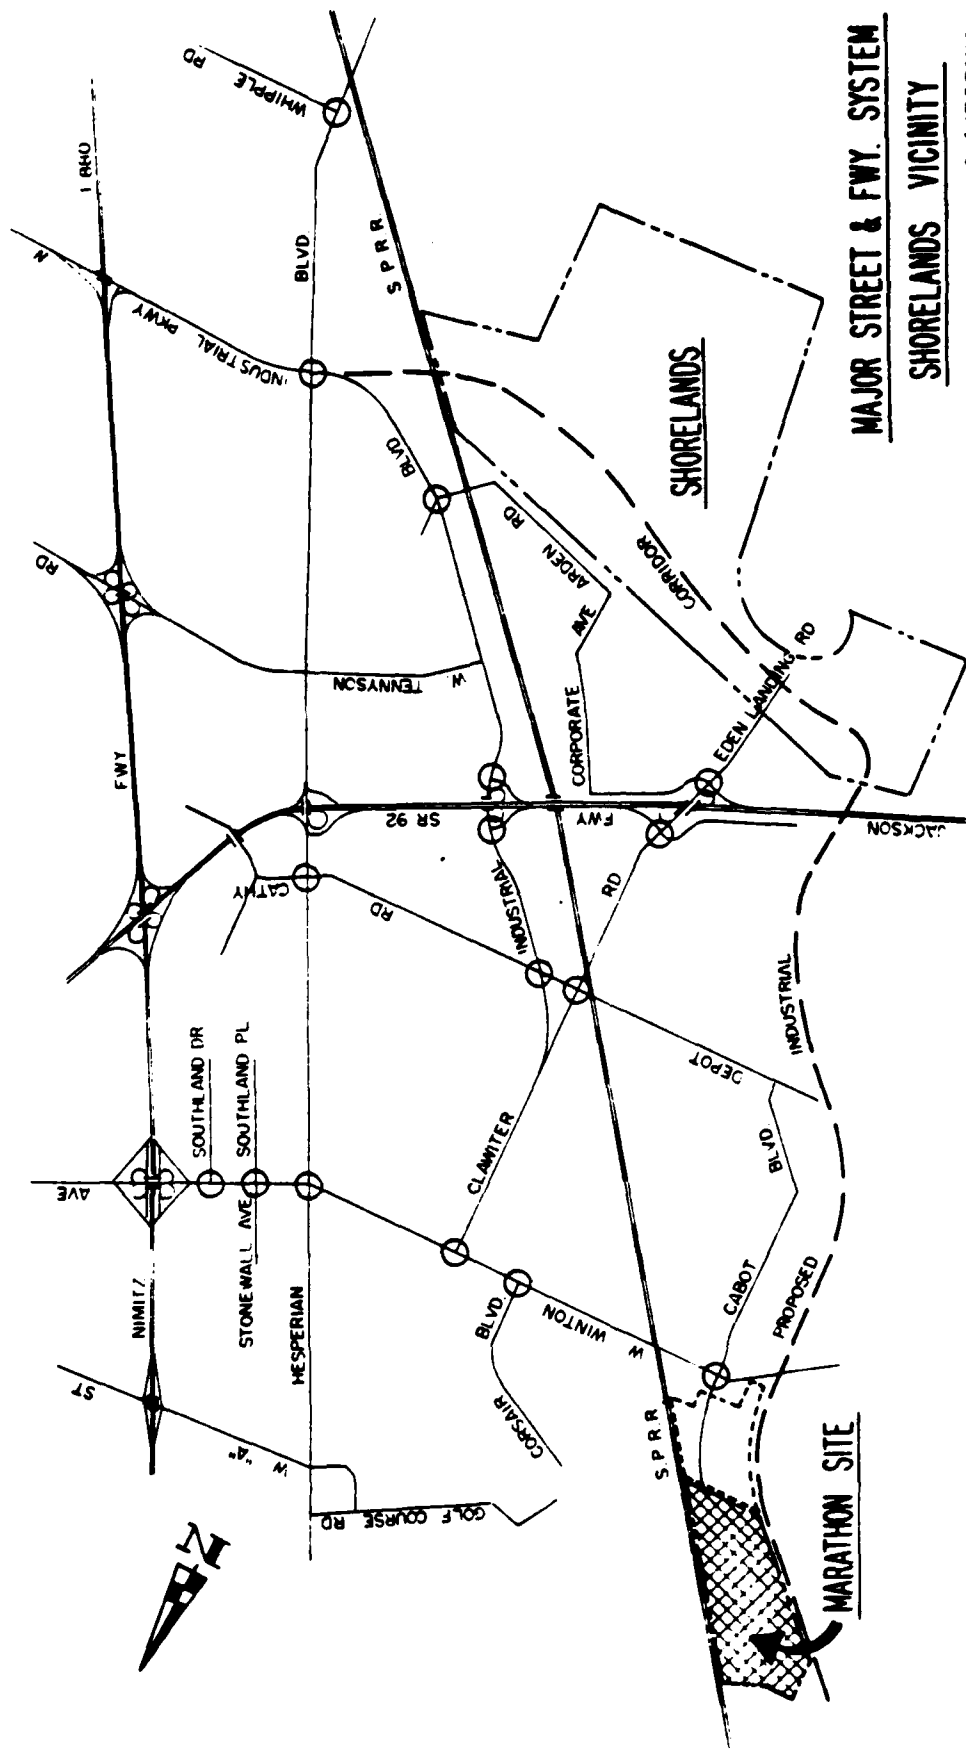 MAJOR STREET & FWY. SYSTEM
SHORELANDS VICINITY
N
ST
W "A"
NIMITZ
AVE
FWY
RD
I 880
N
WHIPPLE
RD
SOUTHLAND DR
STONEWALL AVE
SOUTHLAND PL
CATHY
RD
TENNYSON
W.
INDUSTRIAL
PKWY
HESPERIAN
BLVD
GOLF COURSE
RD
SR 92
BLVD
S P R R
CORSAIR
BLVD.
W
WINTON
CLAWITER
RD
INDUSTRIAL
FWY
CORPORATE
AVE
ARDEN
RD
DEPOT
S.P.R.R.
CABOT
BLVD.
EDEN LANDING RD
JACKSON
PROPOSED
INDUSTRIAL
CORRIDOR
SHORELANDS
MARATHON SITE